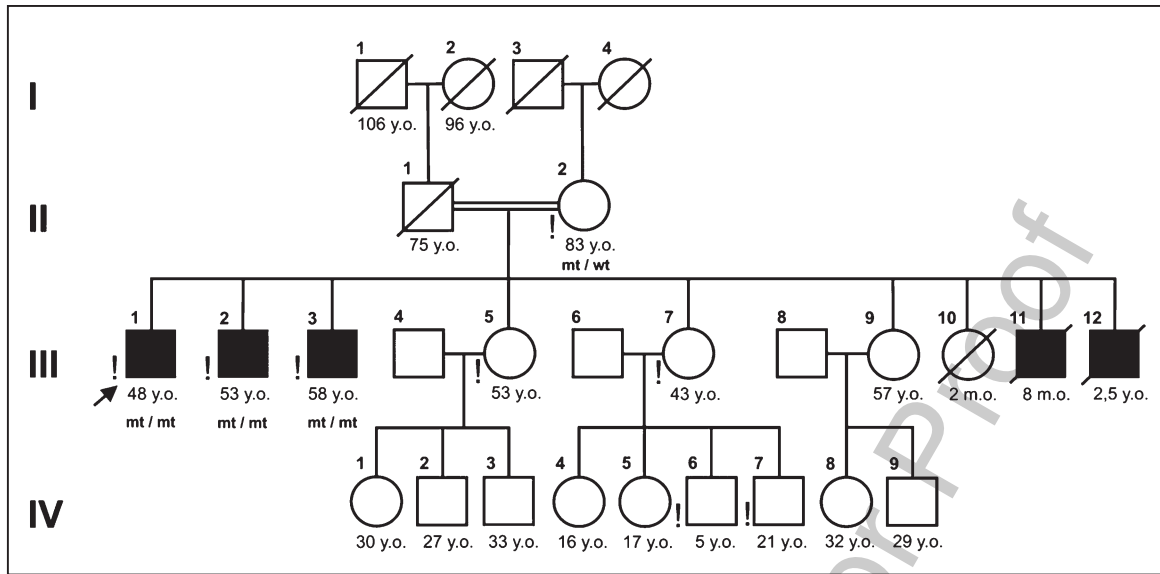 1 2 3 4
I
106 y.o. 96 y.o.
1 2
II
! 75 y.o. 83 y.o.
mt / wt
1 2 3 4 5 6 7 8 9 10 11 12
III
! ! ! ! !
48 y.o. 53 y.o. 58 y.o. 53 y.o. 43 y.o. 57 y.o. 2 m.o. 8 m.o. 2,5 y.o.
mt / mt mt / mt mt / mt
1 2 3 4 5 6 7 8 9
IV
! !
30 y.o. 27 y.o. 33 y.o. 16 y.o. 17 y.o. 5 y.o. 21 y.o. 32 y.o. 29 y.o.
r Proof